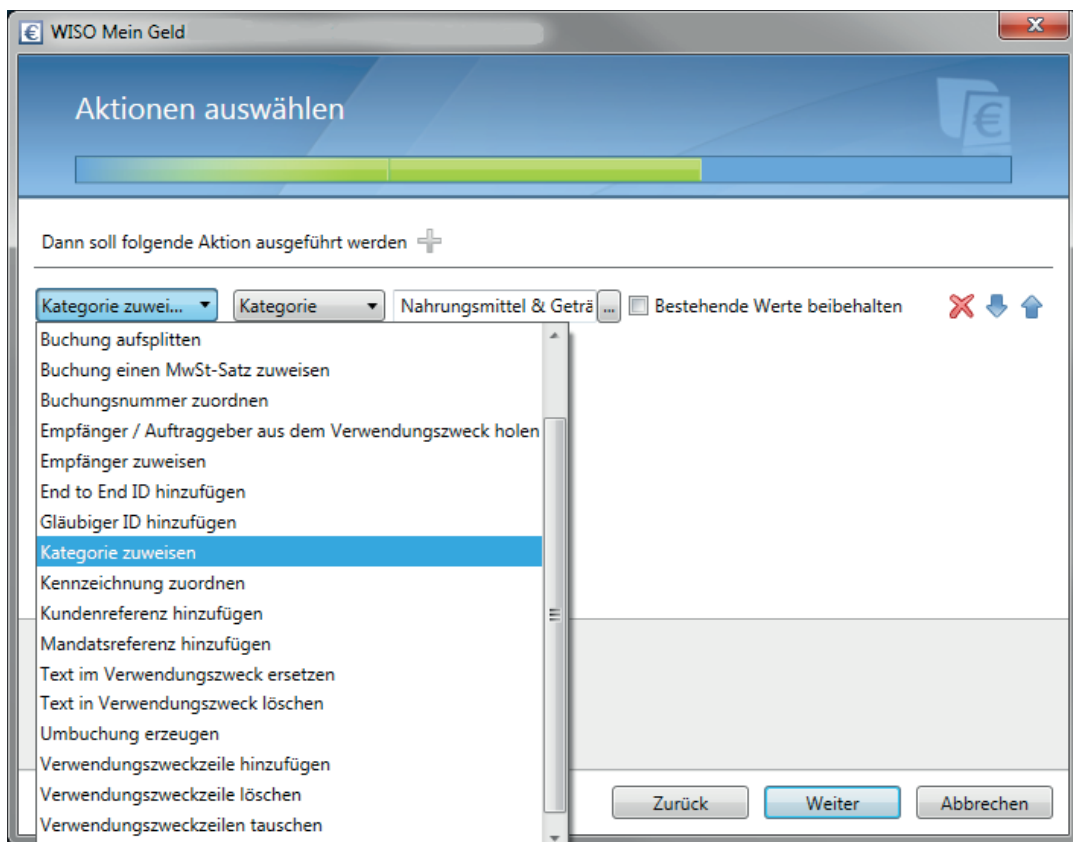 WISO Mein Geld
Aktionen auswählen
Dann soll folgende Aktion ausgeführt werden
Kategorie zuwei... Kategorie Nahrungsmittel & Geträ ... Bestehende Werte beibehalten
Buchung aufsplitten
Buchung einen MwSt-Satz zuweisen
Buchungsnummer zuordnen
Empfänger / Auftraggeber aus dem Verwendungszweck holen
Empfänger zuweisen
End to End ID hinzufügen
Gläubiger ID hinzufügen
Kategorie zuweisen
Kennzeichnung zuordnen
Kundenreferenz hinzufügen
Mandatsreferenz hinzufügen
Text im Verwendungszweck ersetzen
Text in Verwendungszweck löschen
Umbuchung erzeugen
Verwendungszweckzeile hinzufügen
Verwendungszweckzeile löschen
Verwendungszweckzeilen tauschen
Zurück Weiter Abbrechen